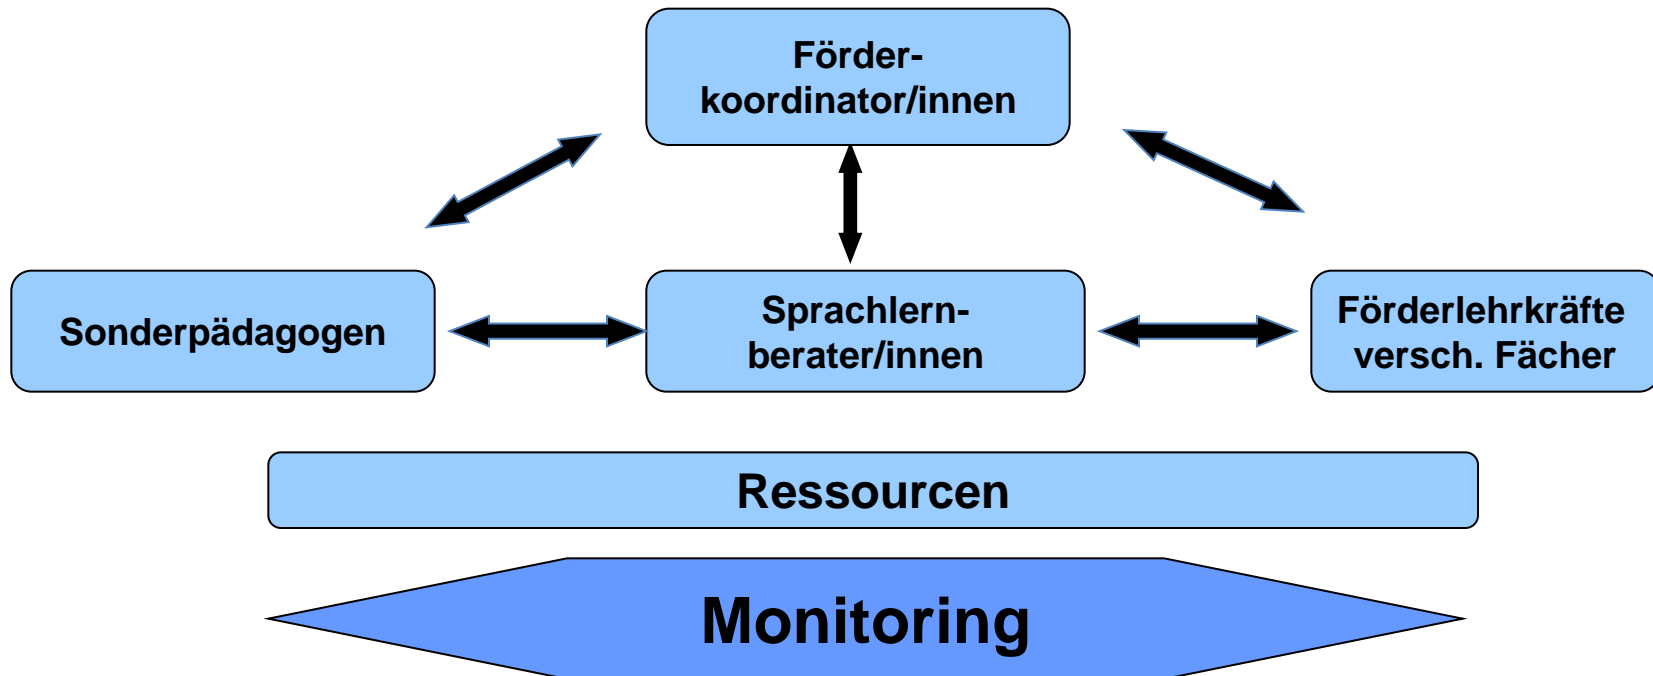 Förder-
koordinator/innen
Sonderpädagogen
Sprachlern-
berater/innen
Förderlehrkräfte
versch. Fächer
Ressourcen
Monitoring